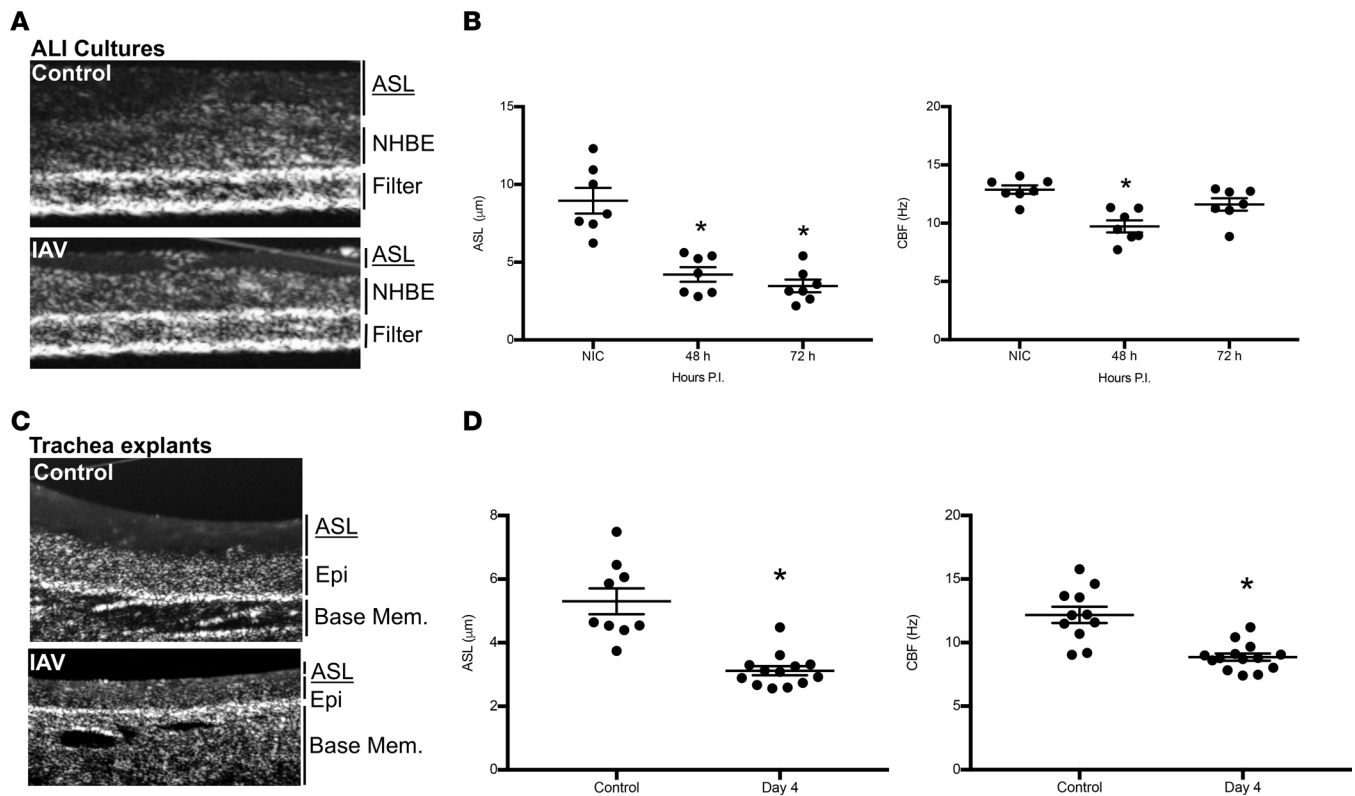 A
ALI Cultures
Control
ASL
NHBE
Filter
IAV
ASL
NHBE
Filter
B
15
10
5
0
ASL (μm)
*
*
NIC
48 h
72 h
Hours P.I.
20
15
10
5
0
CBF (Hz)
*
NIC
48 h
72 h
Hours P.I.
C
Trachea explants
Control
ASL
Epi
Base Mem.
IAV
ASL
Epi
Base Mem.
D
8
6
4
2
0
ASL (μm)
*
Control
Day 4
20
15
10
5
0
CBF (Hz)
*
Control
Day 4